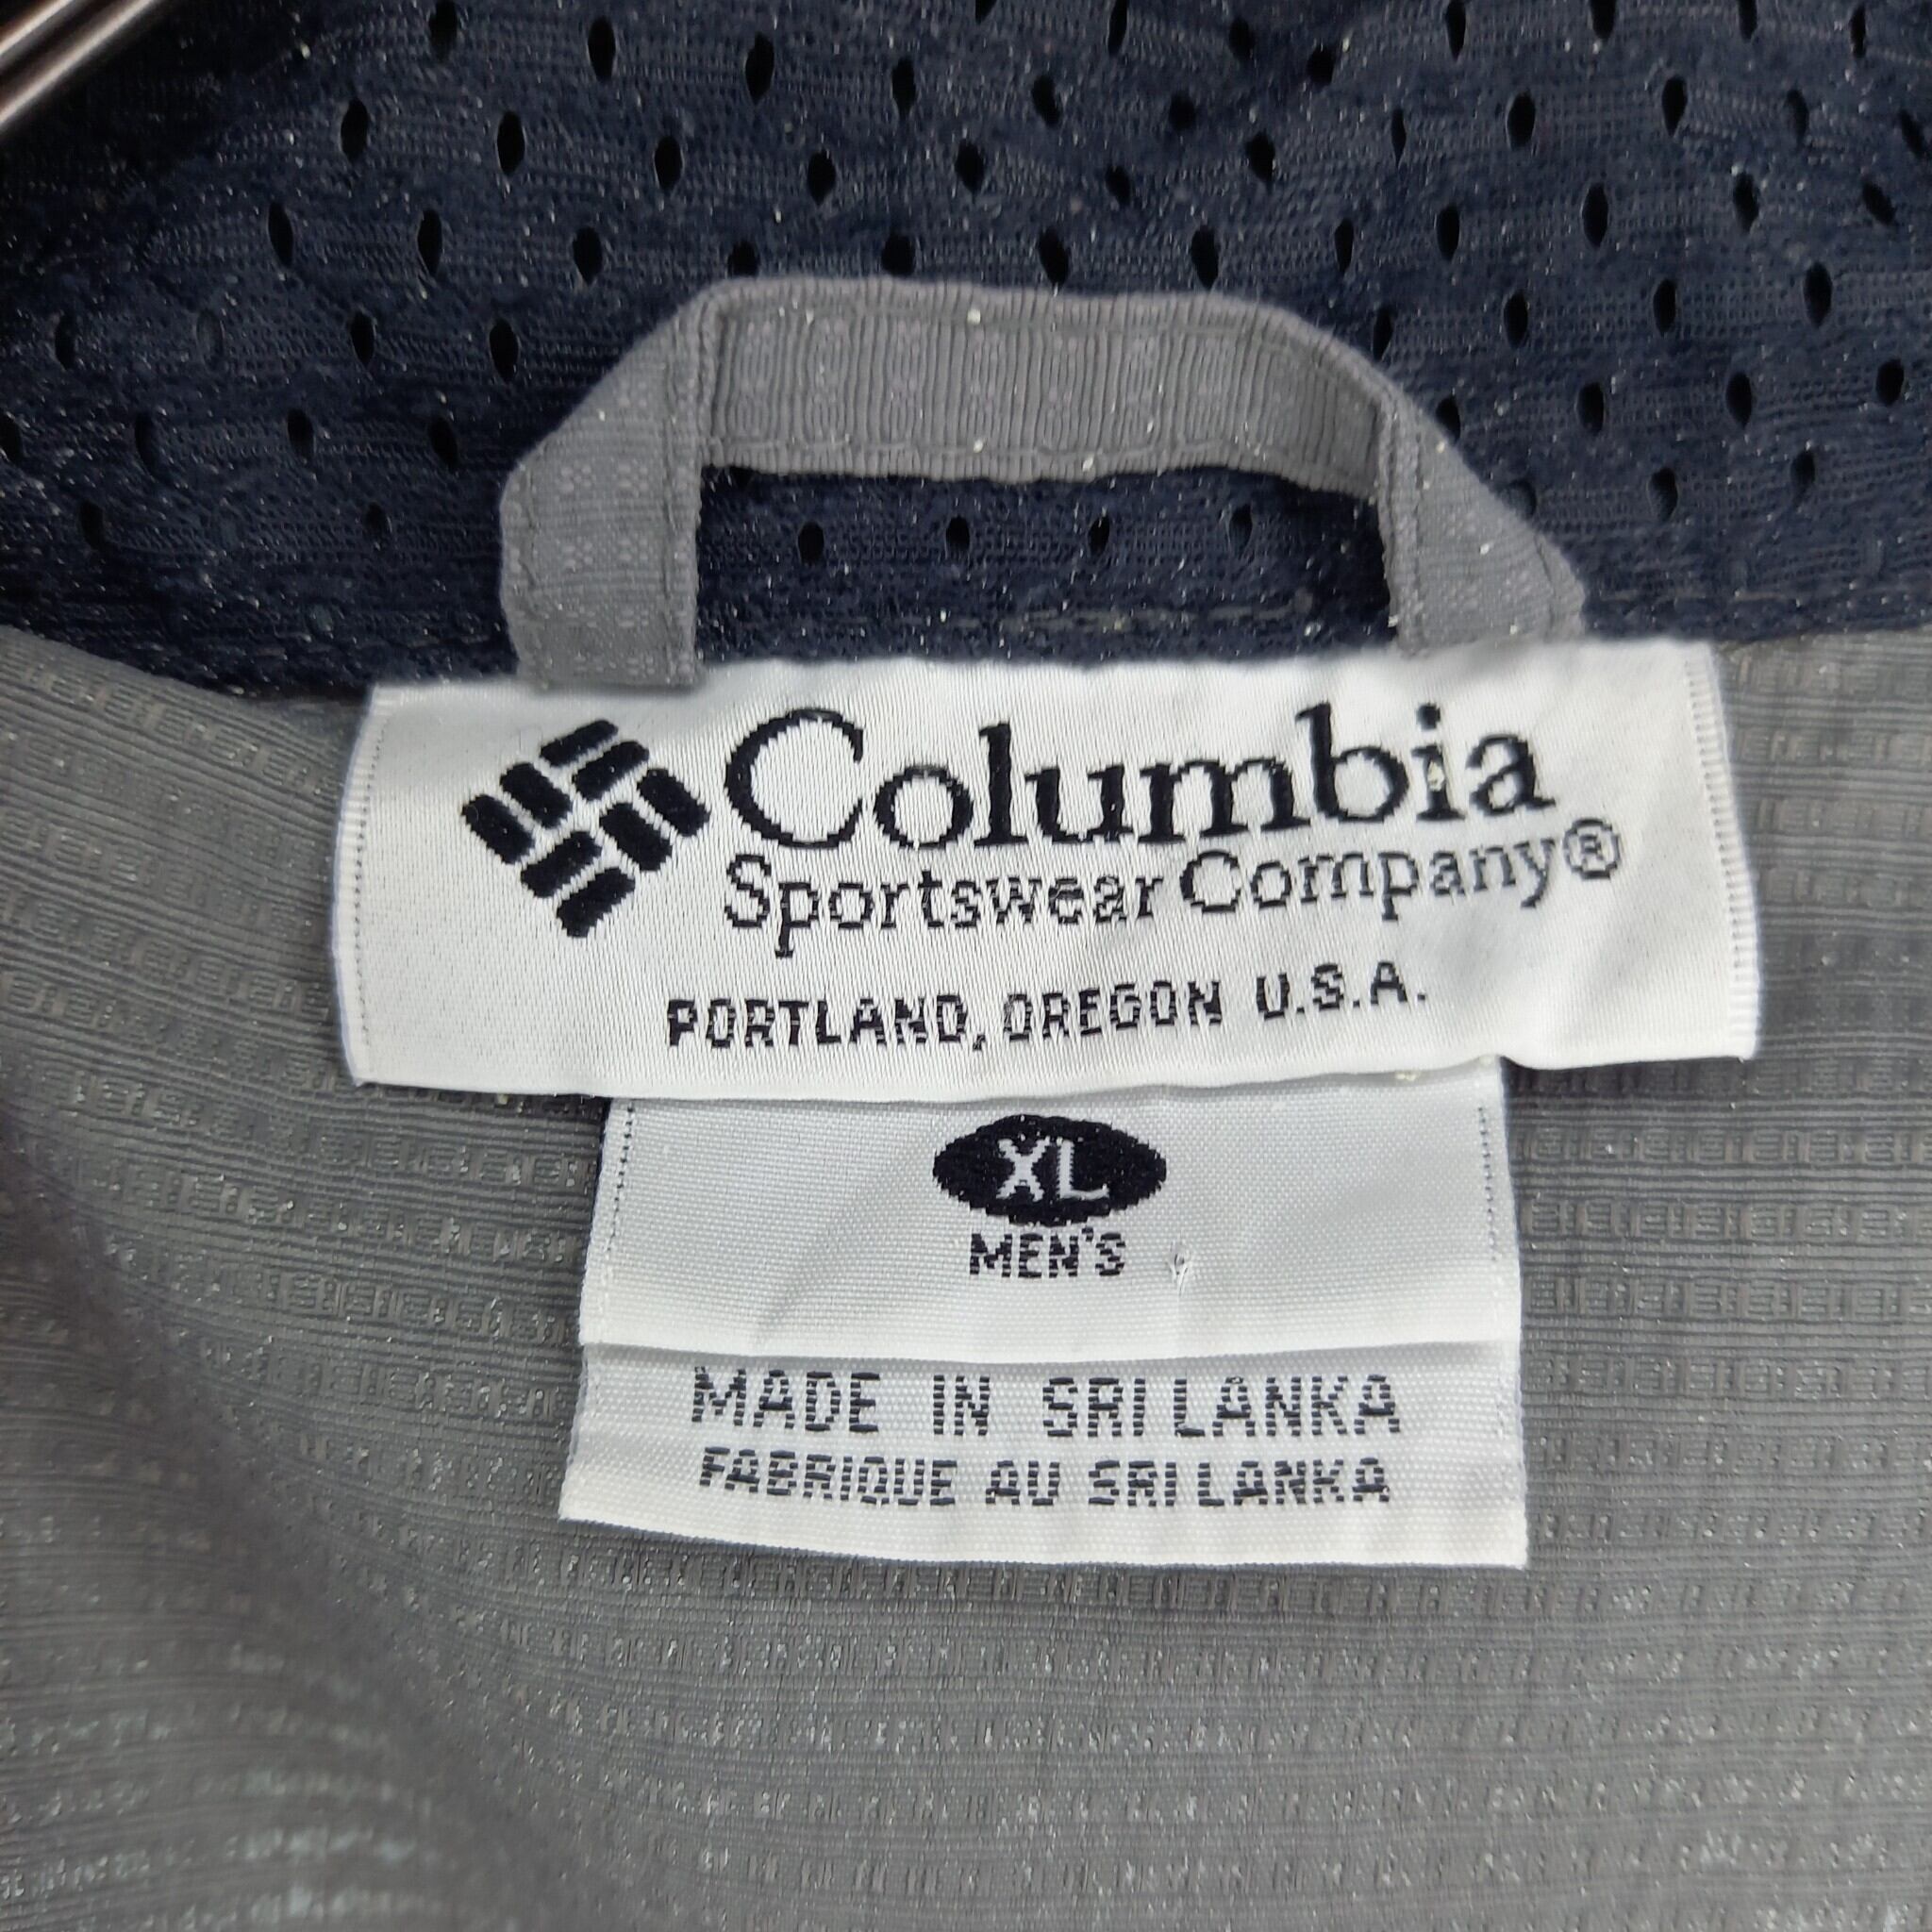 Columbia
Sportswear Company®
PORTLAND, OREGON U.S.A.
XL
MEN'S
MADE IN SRI LANKA
FABRIQUE AU SRI LANKA